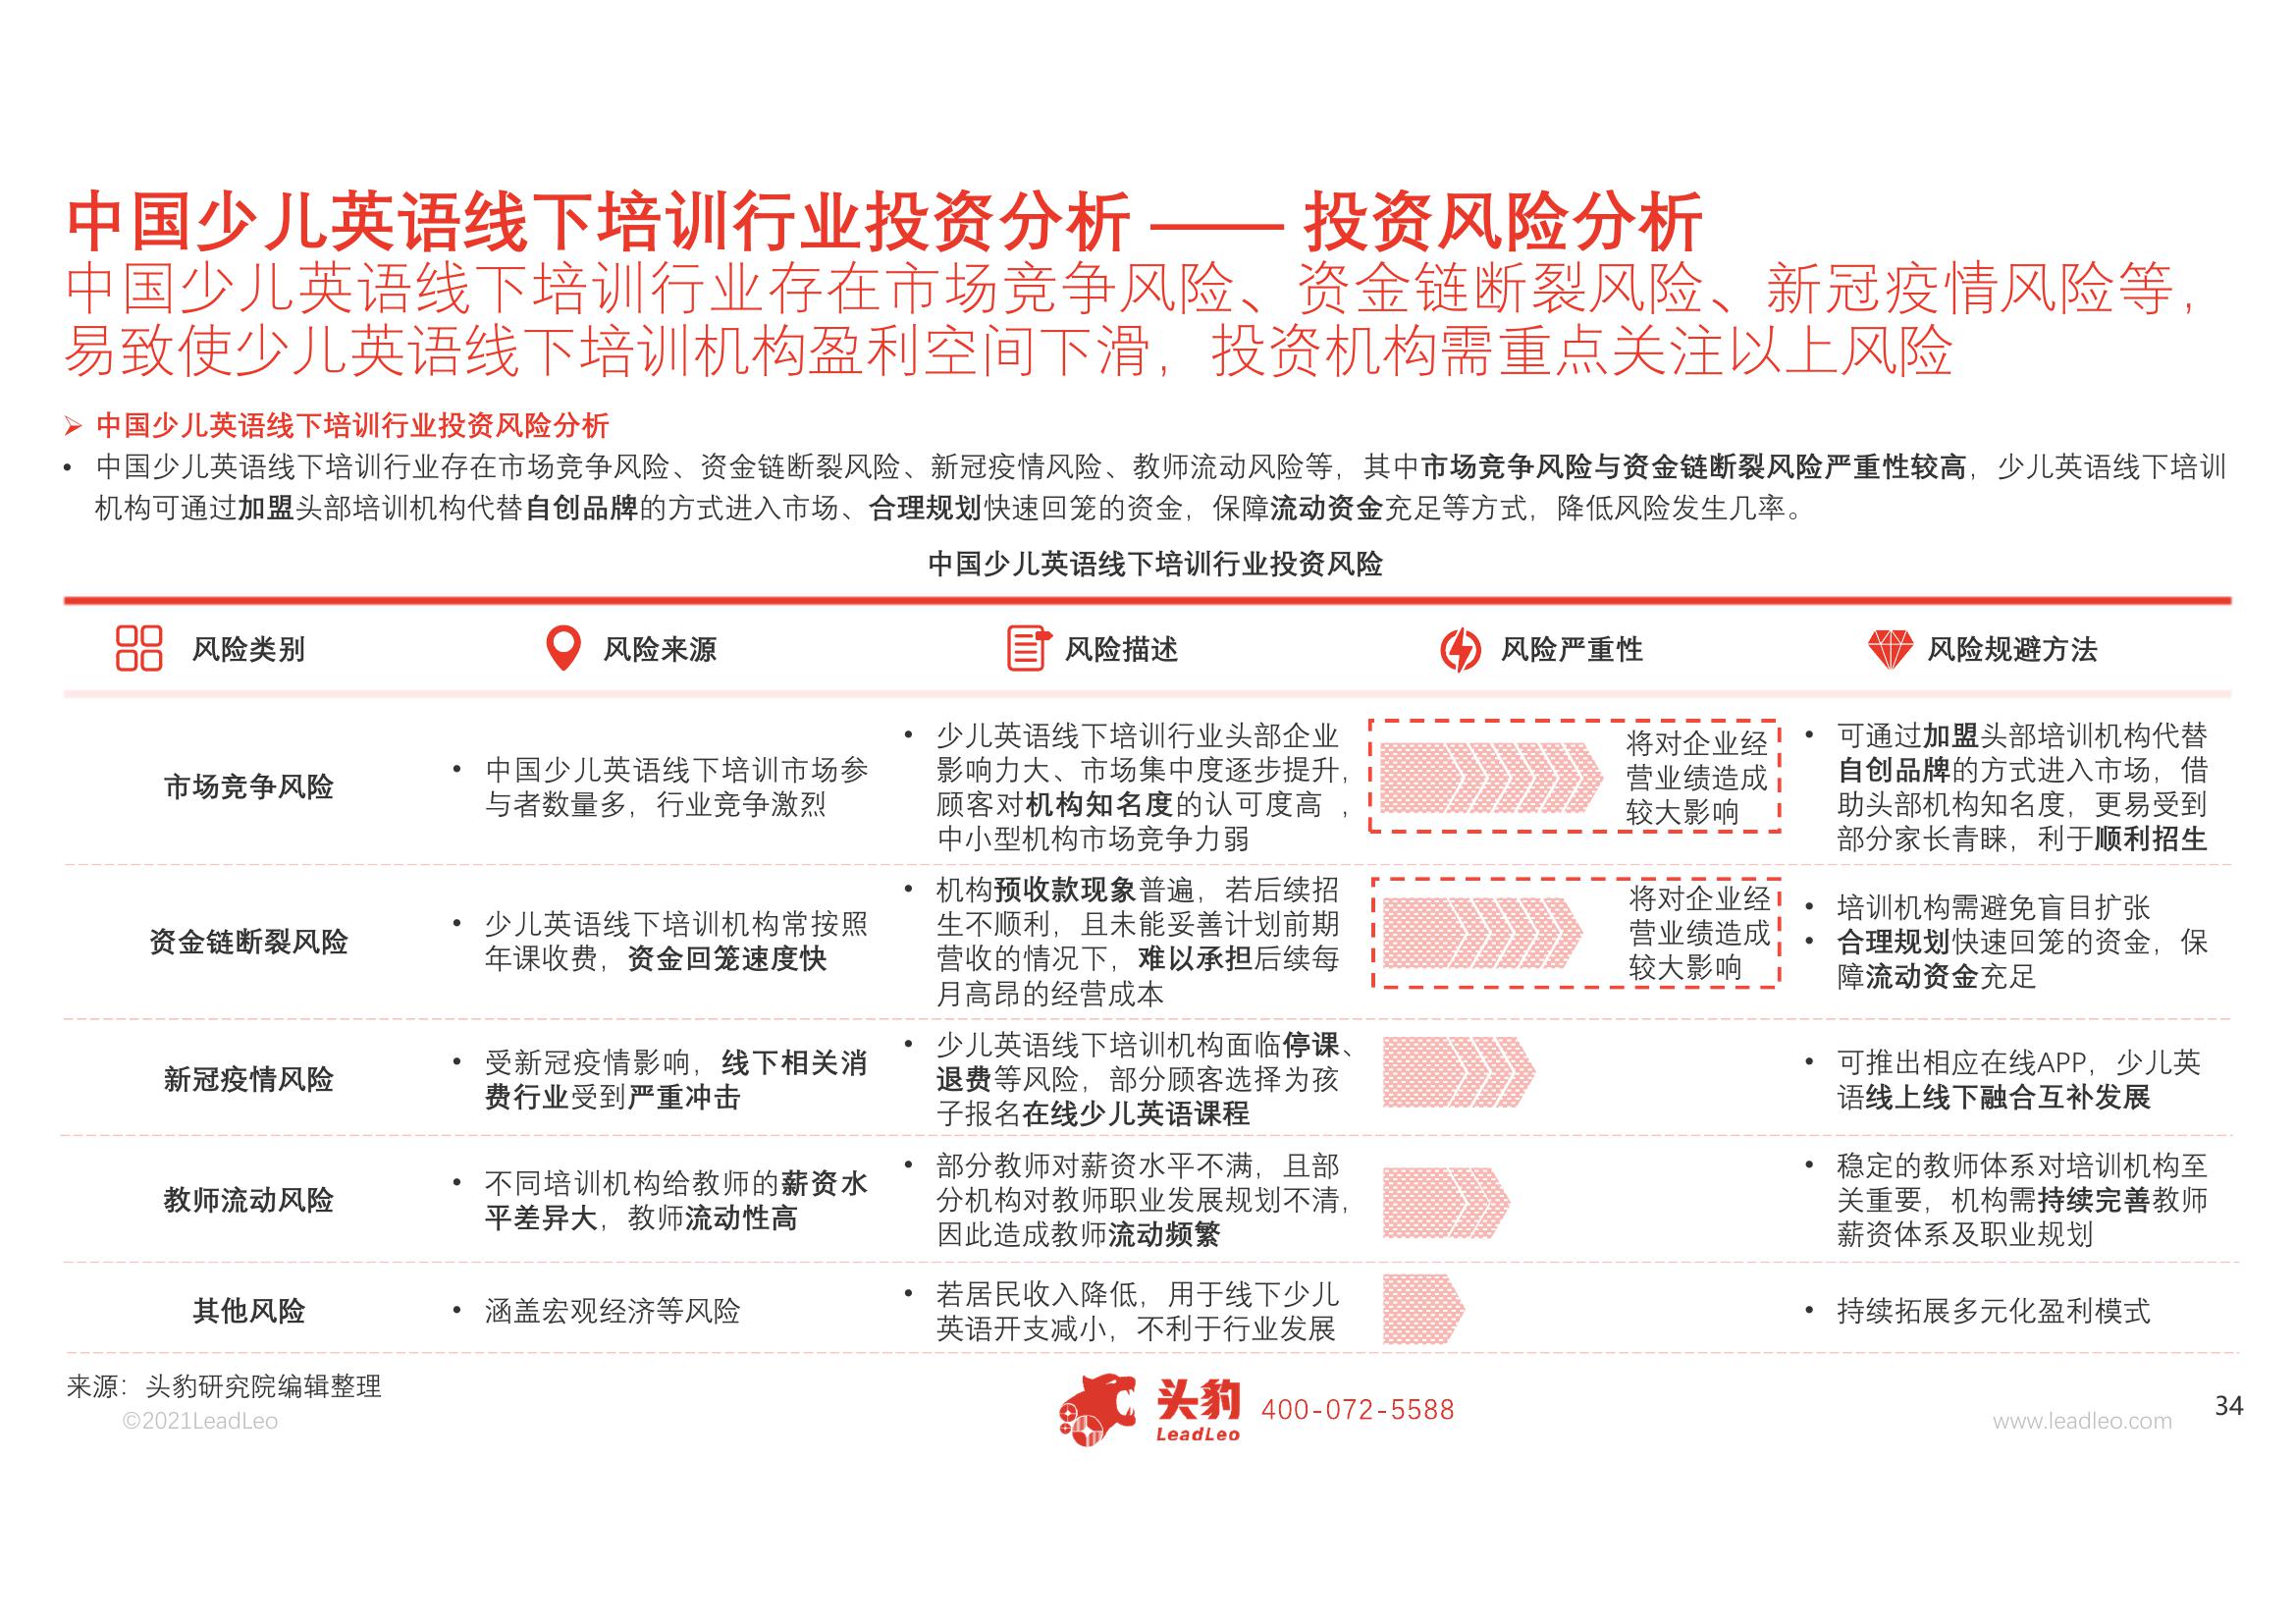 中国少儿英语线下培训行业投资分析 —— 投资风险分析
中国少儿英语线下培训行业存在市场竞争风险、资金链断裂风险、新冠疫情风险等，
易致使少儿英语线下培训机构盈利空间下滑，投资机构需重点关注以上风险
➢ 中国少儿英语线下培训行业投资风险分析
• 中国少儿英语线下培训行业存在市场竞争风险、资金链断裂风险、新冠疫情风险、教师流动风险等，其中市场竞争风险与资金链断裂风险严重性较高，少儿英语线下培训
机构可通过加盟头部培训机构代替自创品牌的方式进入市场、合理规划快速回笼的资金，保障流动资金充足等方式，降低风险发生几率。
中国少儿英语线下培训行业投资风险
风险类别
风险来源
风险描述
风险严重性
风险规避方法
市场竞争风险
• 中国少儿英语线下培训市场参
与者数量多，行业竞争激烈
• 少儿英语线下培训行业头部企业
影响力大、市场集中度逐步提升，
顾客对机构知名度的认可度高 ，
中小型机构市场竞争力弱
将对企业经
营业绩造成
较大影响
• 可通过加盟头部培训机构代替
自创品牌的方式进入市场，借
助头部机构知名度，更易受到
部分家长青睐，利于顺利招生
资金链断裂风险
• 少儿英语线下培训机构常按照
年课收费，资金回笼速度快
• 机构预收款现象普遍，若后续招
生不顺利，且未能妥善计划前期
营收的情况下，难以承担后续每
月高昂的经营成本
将对企业经
营业绩造成
较大影响
• 培训机构需避免盲目扩张
• 合理规划快速回笼的资金，保
障流动资金充足
新冠疫情风险
• 受新冠疫情影响，线下相关消
费行业受到严重冲击
• 少儿英语线下培训机构面临停课、
退费等风险，部分顾客选择为孩
子报名在线少儿英语课程
• 可推出相应在线APP，少儿英
语线上线下融合互补发展
教师流动风险
• 不同培训机构给教师的薪资水
平差异大，教师流动性高
• 部分教师对薪资水平不满，且部
分机构对教师职业发展规划不清，
因此造成教师流动频繁
• 稳定的教师体系对培训机构至
关重要，机构需持续完善教师
薪资体系及职业规划
其他风险
• 涵盖宏观经济等风险
• 若居民收入降低，用于线下少儿
英语开支减小，不利于行业发展
• 持续拓展多元化盈利模式
来源：头豹研究院编辑整理
©2021LeadLeo
头豹
LeadLeo
400-072-5588
www.leadleo.com
34